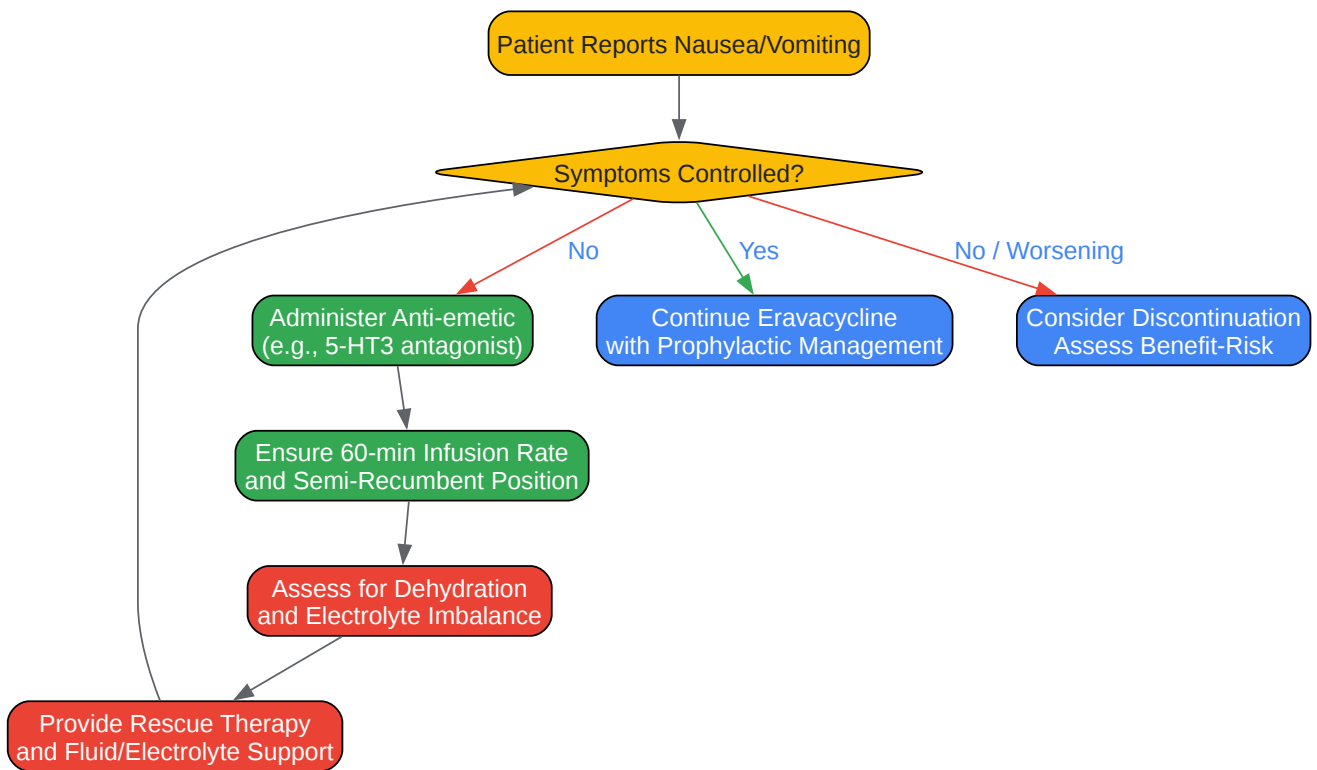 Patient Reports Nausea/Vomiting
Symptoms Controlled?
No
Yes
No / Worsening
Administer Anti-emetic
(e.g., 5-HT3 antagonist)
Continue Eravacycline
with Prophylactic Management
Consider Discontinuation
Assess Benefit-Risk
Ensure 60-min Infusion Rate
and Semi-Recumbent Position
Assess for Dehydration
and Electrolyte Imbalance
Provide Rescue Therapy
and Fluid/Electrolyte Support